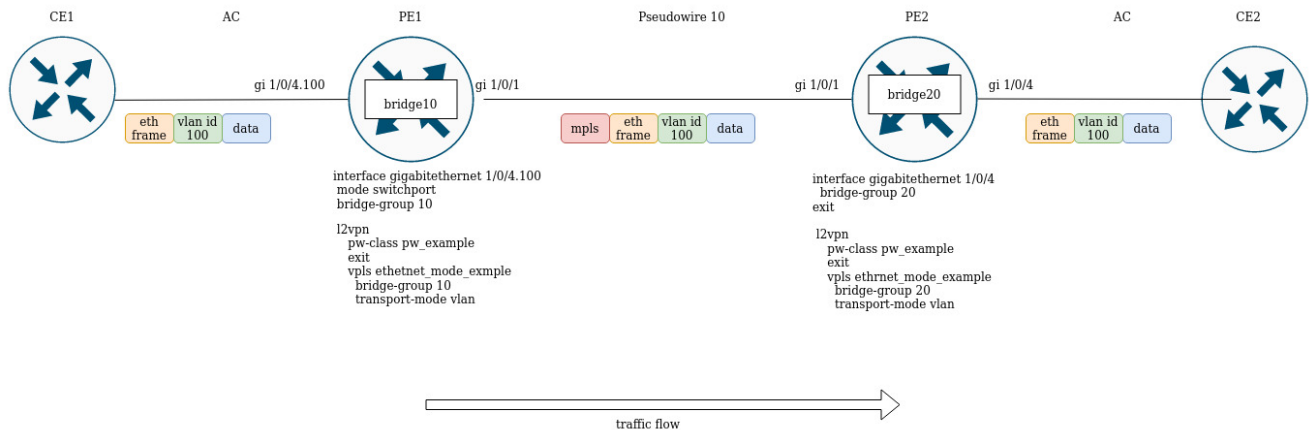 CE1
AC
PE1
Pseudowire 10
PE2
AC
CE2
gi 1/0/4.100
gi 1/0/1
gi 1/0/1
gi 1/0/4
bridge10
bridge20
eth frame
vlan id 100
data
mpls
eth frame
vlan id 100
data
eth frame
vlan id 100
data
interface gigabitethernet 1/0/4.100
mode switchport
bridge-group 10
l2vpn
pw-class pw_example
exit
vpls ethetnet_mode_exmple
bridge-group 10
transport-mode vlan
interface gigabitethernet 1/0/4
bridge-group 20
exit
l2vpn
pw-class pw_example
exit
vpls ethrnet_mode_example
bridge-group 20
transport-mode vlan
traffic flow